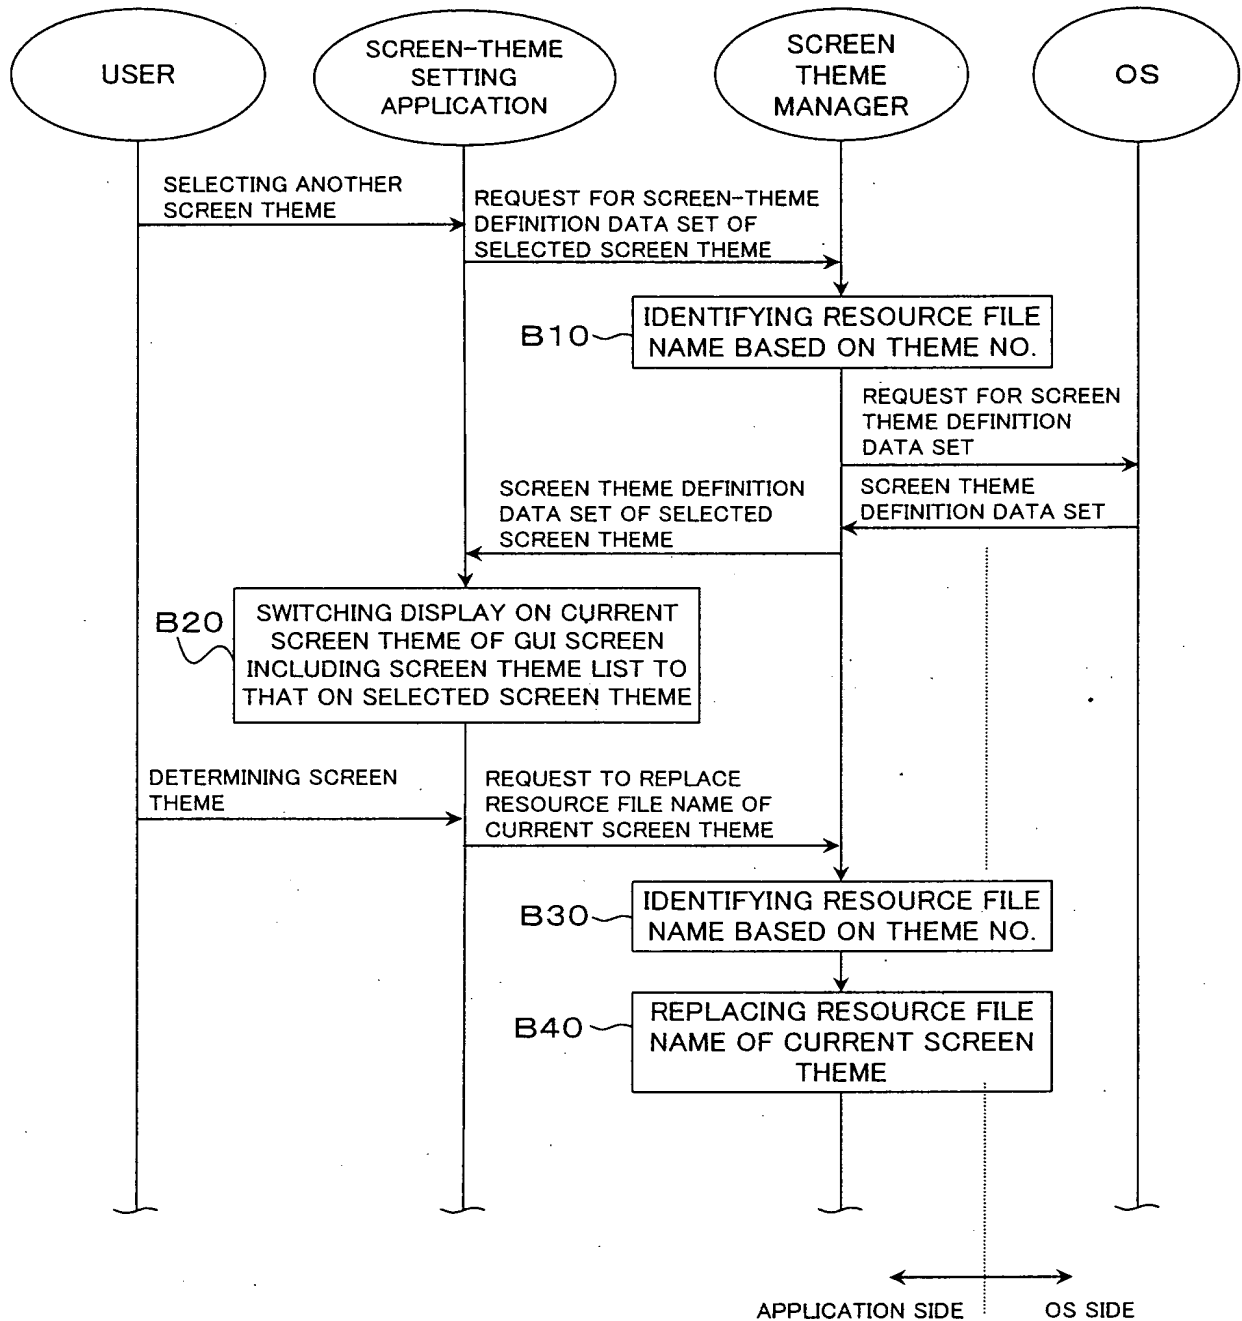 USER
SCREEN-THEME
SETTING
APPLICATION
SCREEN
THEME
MANAGER
OS
SELECTING ANOTHER
SCREEN THEME
REQUEST FOR SCREEN-THEME
DEFINITION DATA SET OF
SELECTED SCREEN THEME
B10
IDENTIFYING RESOURCE FILE
NAME BASED ON THEME NO.
REQUEST FOR SCREEN
THEME DEFINITION
DATA SET
SCREEN THEME
DEFINITION DATA SET
SCREEN THEME DEFINITION
DATA SET OF SELECTED
SCREEN THEME
B20
SWITCHING DISPLAY ON CURRENT
SCREEN THEME OF GUI SCREEN
INCLUDING SCREEN THEME LIST TO
THAT ON SELECTED SCREEN THEME
DETERMINING SCREEN
THEME
REQUEST TO REPLACE
RESOURCE FILE NAME OF
CURRENT SCREEN THEME
B30
IDENTIFYING RESOURCE FILE
NAME BASED ON THEME NO.
B40
REPLACING RESOURCE FILE
NAME OF CURRENT SCREEN
THEME
APPLICATION SIDE
OS SIDE